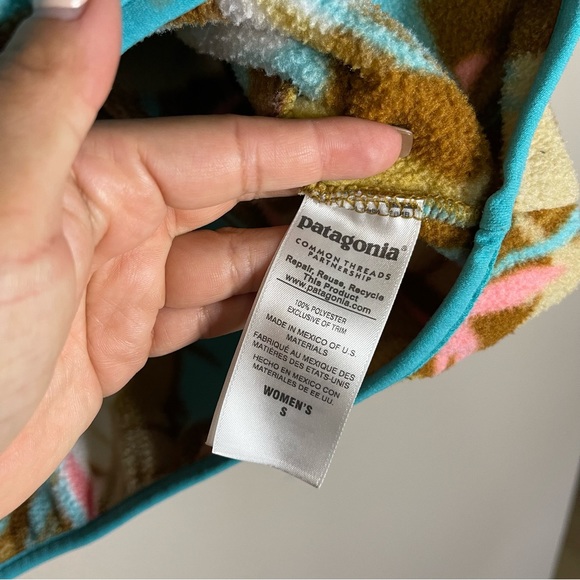 patagonia®
COMMON THREADS
PARTNERSHIP
Repair, Reuse, Recycle
This Product
www.patagonia.com
100% POLYESTER
EXCLUSIVE OF TRIM
MADE IN MEXICO OF U.S.
MATERIALS
FABRIQUÉ AU MEXIQUE DES
MATIÈRES DES ETATS-UNIS
HECHO EN MEXICO CON
MATERIALES DE EE.UU.
WOMEN'S
S